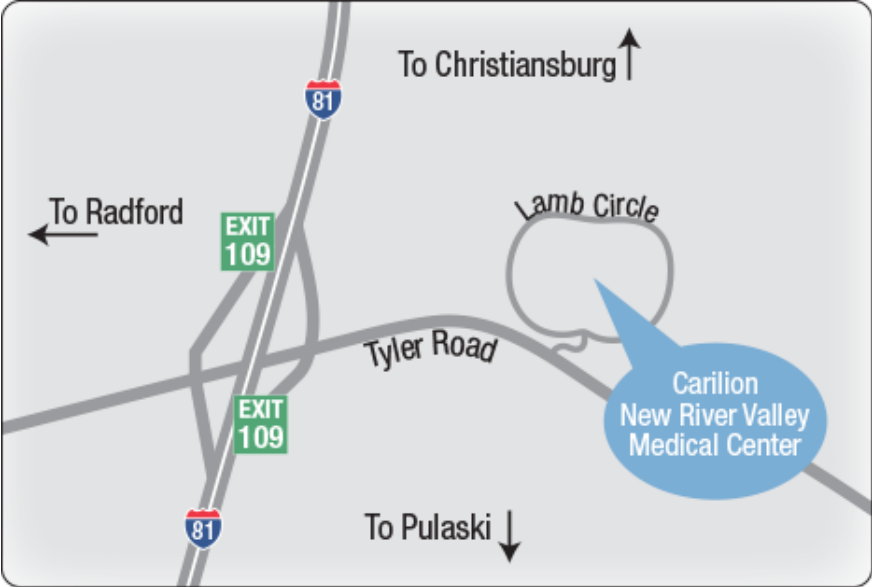 To Christiansburg
81
To Radford
Lamb Circle
EXIT
109
Tyler Road
Carilion
New River Valley
Medical Center
EXIT
109
To Pulaski
81